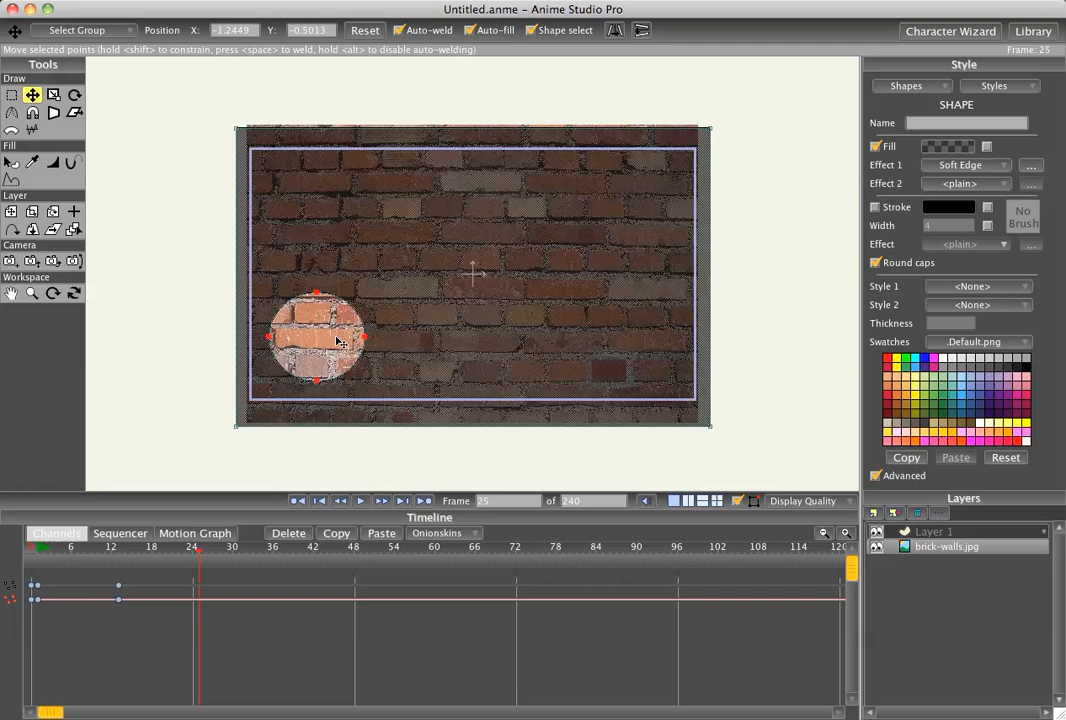 Untitled.anme - Anime Studio Pro
Select Group Position X: -1.2449 Y: -0.5013 Reset Auto-weld Auto-fill Shape select Character Wizard Library
Move selected points (hold <shift> to constrain, press <space> to weld, hold <alt> to disable auto-welding) Frame: 25
Tools
Draw
Fill
Layer
Camera
Workspace
Style
Shapes Styles
SHAPE
Name
Fill
Effect 1 Soft Edge ...
Effect 2 <plain> ...
Stroke
No Brush
Width 4
Effect <plain> ...
Round caps
Style 1 <None>
Style 2 <None>
Thickness
Swatches .Default.png
Copy Paste Reset
Advanced
Frame 25 of 240 Display Quality
Layers
Layer 1
brick-walls.jpg
Timeline
Channels Sequencer Motion Graph Delete Copy Paste Onionskins
6 12 18 24 30 36 42 48 54 60 66 72 78 84 90 96 102 108 114 120